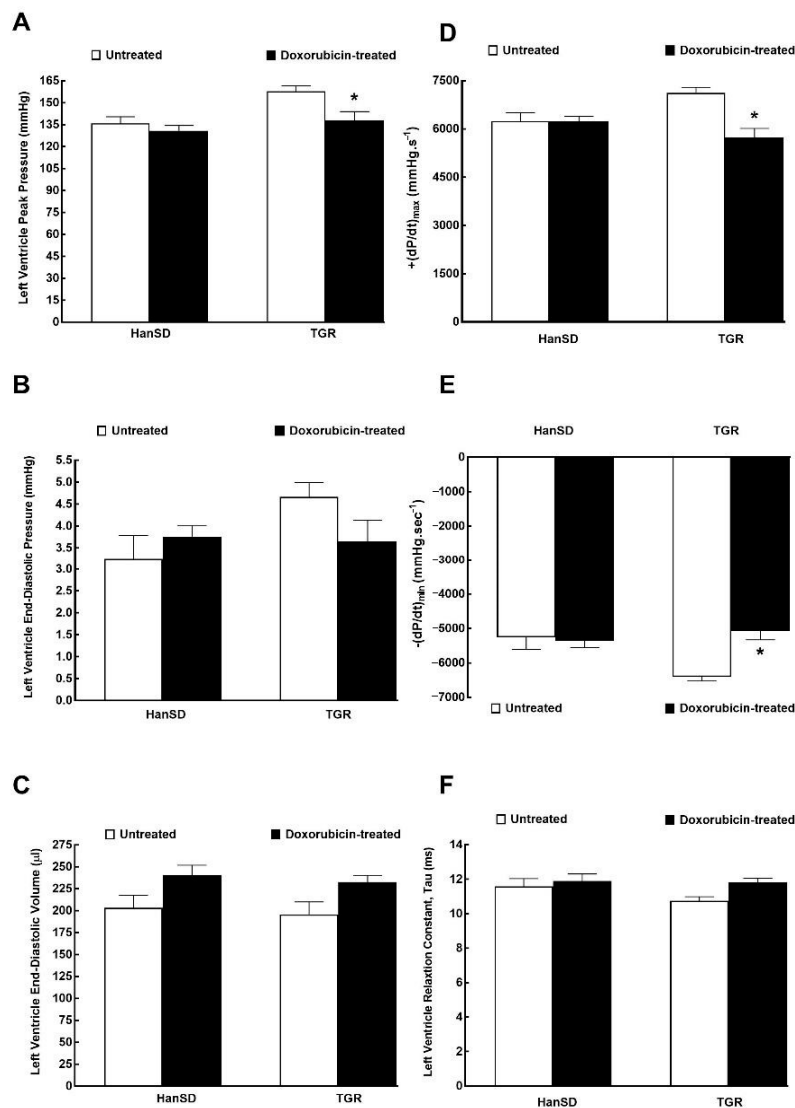 A
Untreated Doxorubicin-treated
Left Ventricle Peak Pressure (mmHg)
165
150
135
120
105
90
75
60
45
30
15
0
*
HanSD TGR
D
Untreated Doxorubicin-treated
+(dP/dt)max (mmHg.s⁻¹)
7500
6000
4500
3000
1500
0
*
HanSD TGR
B
Untreated Doxorubicin-treated
Left Ventricle End-Diastolic Pressure (mmHg)
5.5
5.0
4.5
4.0
3.5
3.0
2.5
2.0
1.5
1.0
0.5
0.0
HanSD TGR
E
HanSD TGR
-(dP/dt)min (mmHg.sec⁻¹)
0
−1000
−2000
−3000
−4000
−5000
−6000
−7000
*
Untreated Doxorubicin-treated
C
Untreated Doxorubicin-treated
Left Ventricle End-Diastolic Volume (µl)
275
250
225
200
175
150
125
100
75
50
25
0
HanSD TGR
F
Untreated Doxorubicin-treated
Left Ventricle Relaxtion Constant, Tau (ms)
14
12
10
8
6
4
2
0
HanSD TGR